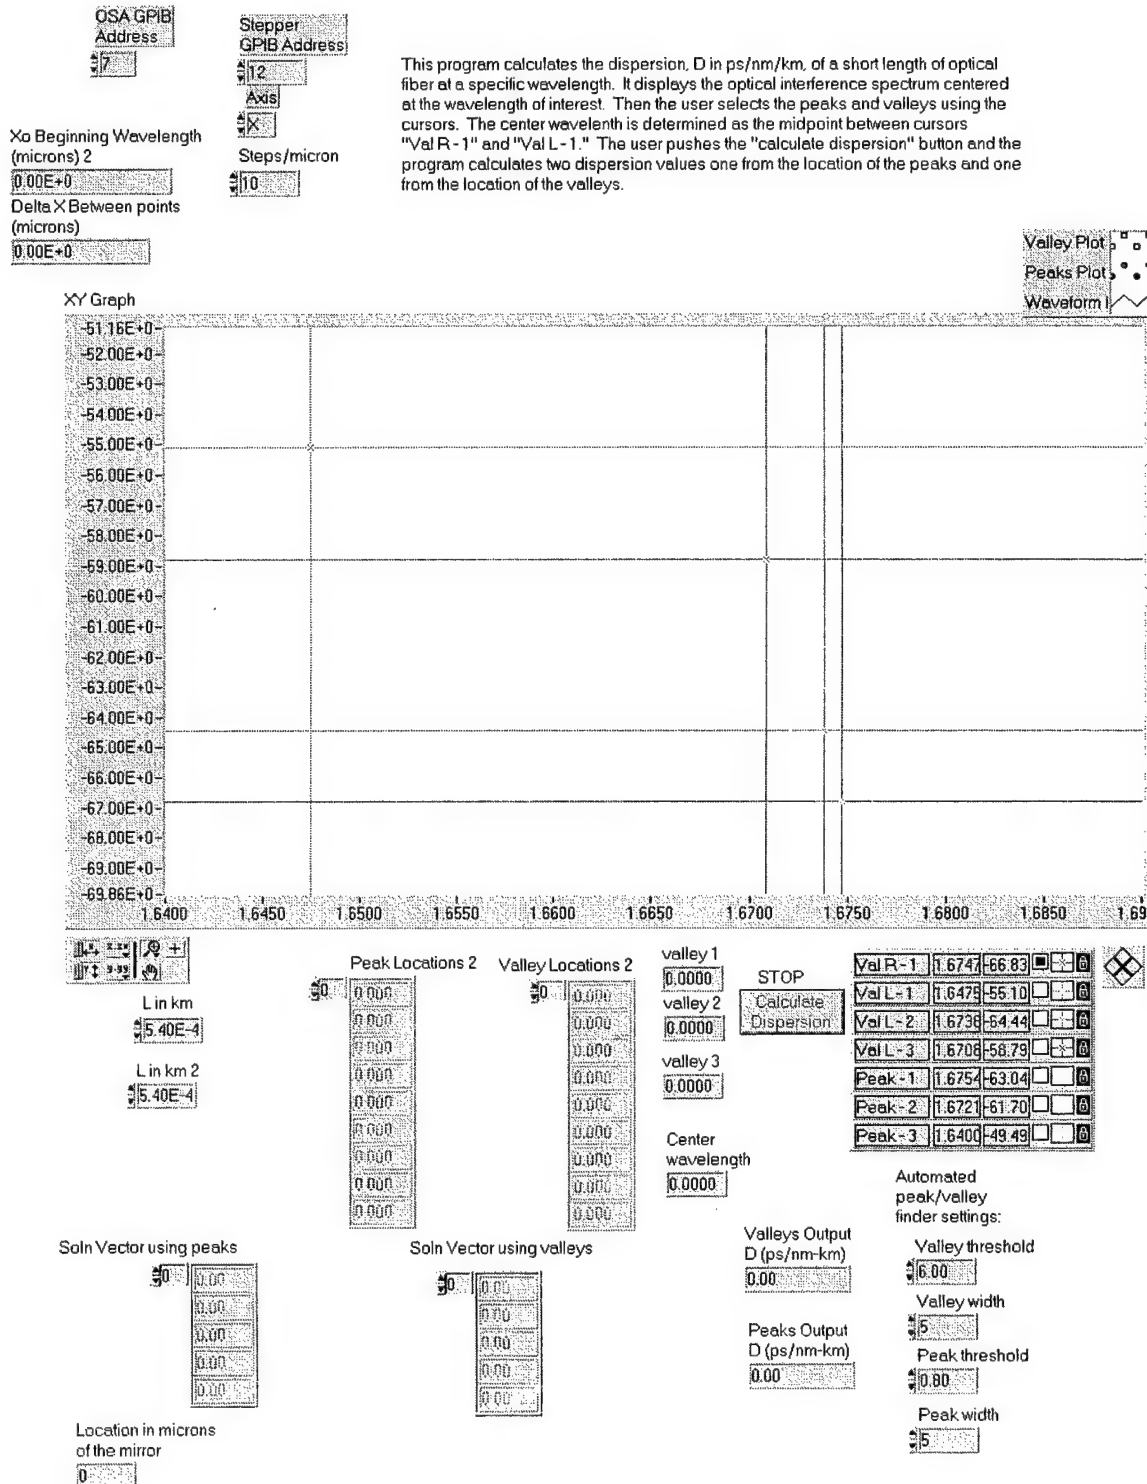 OSA GPIB
Address
7
Stepper
GPIB Address
12
Axis
X
Steps/micron
10
Xo Beginning Wavelength
(microns) 2
0.00E+0
Delta X Between points
(microns)
0.00E+0
This program calculates the dispersion, D in ps/nm/km, of a short length of optical
fiber at a specific wavelength. It displays the optical interference spectrum centered
at the wavelength of interest. Then the user selects the peaks and valleys using the
cursors. The center wavelenth is determined as the midpoint between cursors
"Val R - 1" and "Val L - 1." The user pushes the "calculate dispersion" button and the
program calculates two dispersion values one from the location of the peaks and one
from the location of the valleys.
Valley Plot
Peaks Plot
Waveform
XY Graph
-51.16E+0
-52.00E+0
-53.00E+0
-54.00E+0
-55.00E+0
-56.00E+0
-57.00E+0
-58.00E+0
-59.00E+0
-60.00E+0
-61.00E+0
-62.00E+0
-63.00E+0
-64.00E+0
-65.00E+0
-66.00E+0
-67.00E+0
-68.00E+0
-69.00E+0
-69.86E+0
1.6400 1.6450 1.6500 1.6550 1.6600 1.6650 1.6700 1.6750 1.6800 1.6850 1.69
L in km
5.40E-4
L in km 2
5.40E-4
Peak Locations 2
0
0.000
0.000
0.000
0.000
0.000
0.000
0.000
0.000
0.000
Valley Locations 2
0
0.000
0.000
0.000
0.000
0.000
0.000
0.000
0.000
0.000
valley 1
0.0000
valley 2
0.0000
valley 3
0.0000
Center
wavelength
0.0000
STOP
Calculate
Dispersion
Val R - 1 1.6747 -66.83
Val L - 1 1.6475 -55.10
Val L - 2 1.6738 -64.44
Val L - 3 1.6708 -58.79
Peak - 1 1.6754 -63.04
Peak - 2 1.6721 -61.70
Peak - 3 1.6400 -49.49
Automated
peak/valley
finder settings:
Valley threshold
6.00
Valley width
5
Peak threshold
0.80
Peak width
5
Soln Vector using peaks
0
0.00
0.00
0.00
0.00
0.00
Soln Vector using valleys
0
0.00
0.00
0.00
0.00
0.00
Valleys Output
D (ps/nm-km)
0.00
Peaks Output
D (ps/nm-km)
0.00
Location in microns
of the mirror
0